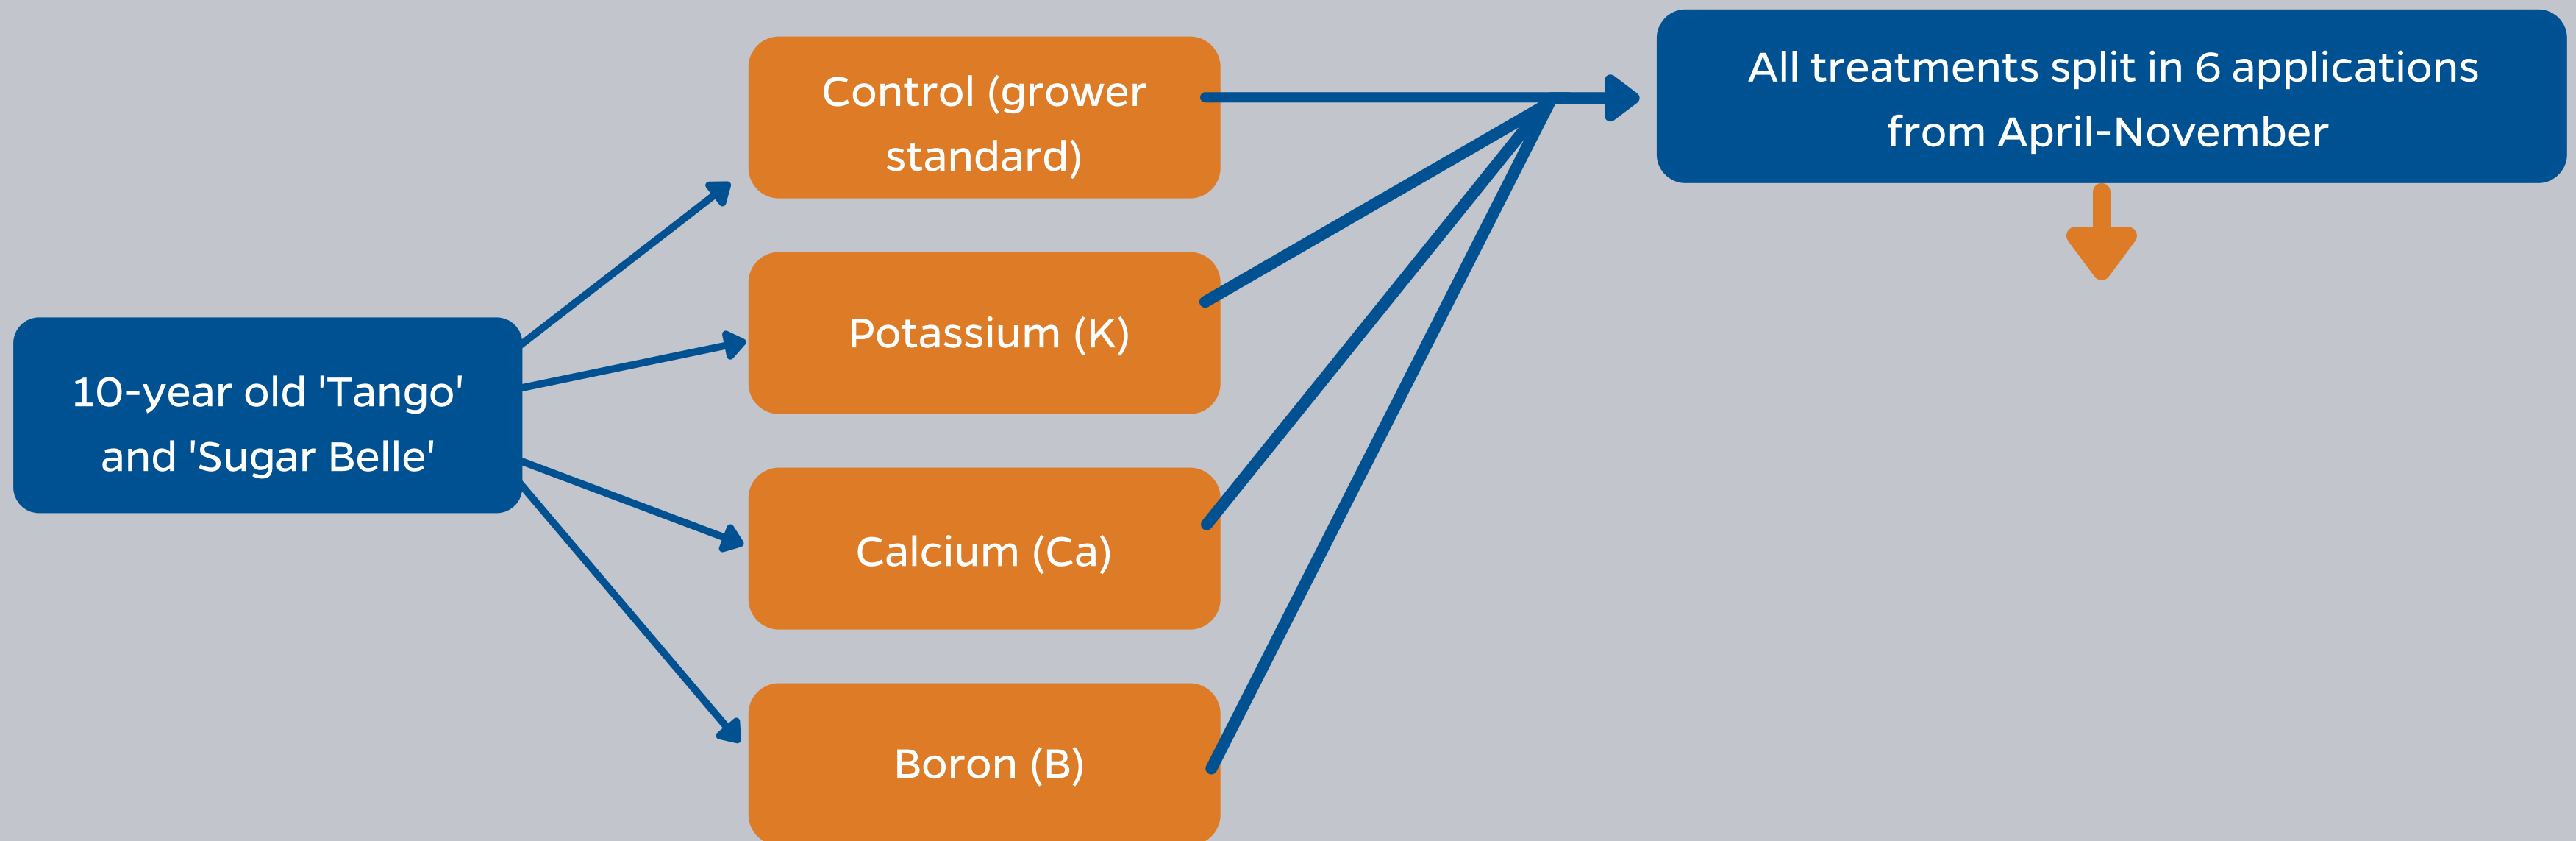 Control (grower
standard)
All treatments split in 6 applications
from April-November
Potassium (K)
10-year old 'Tango'
and 'Sugar Belle'
Calcium (Ca)
Boron (B)